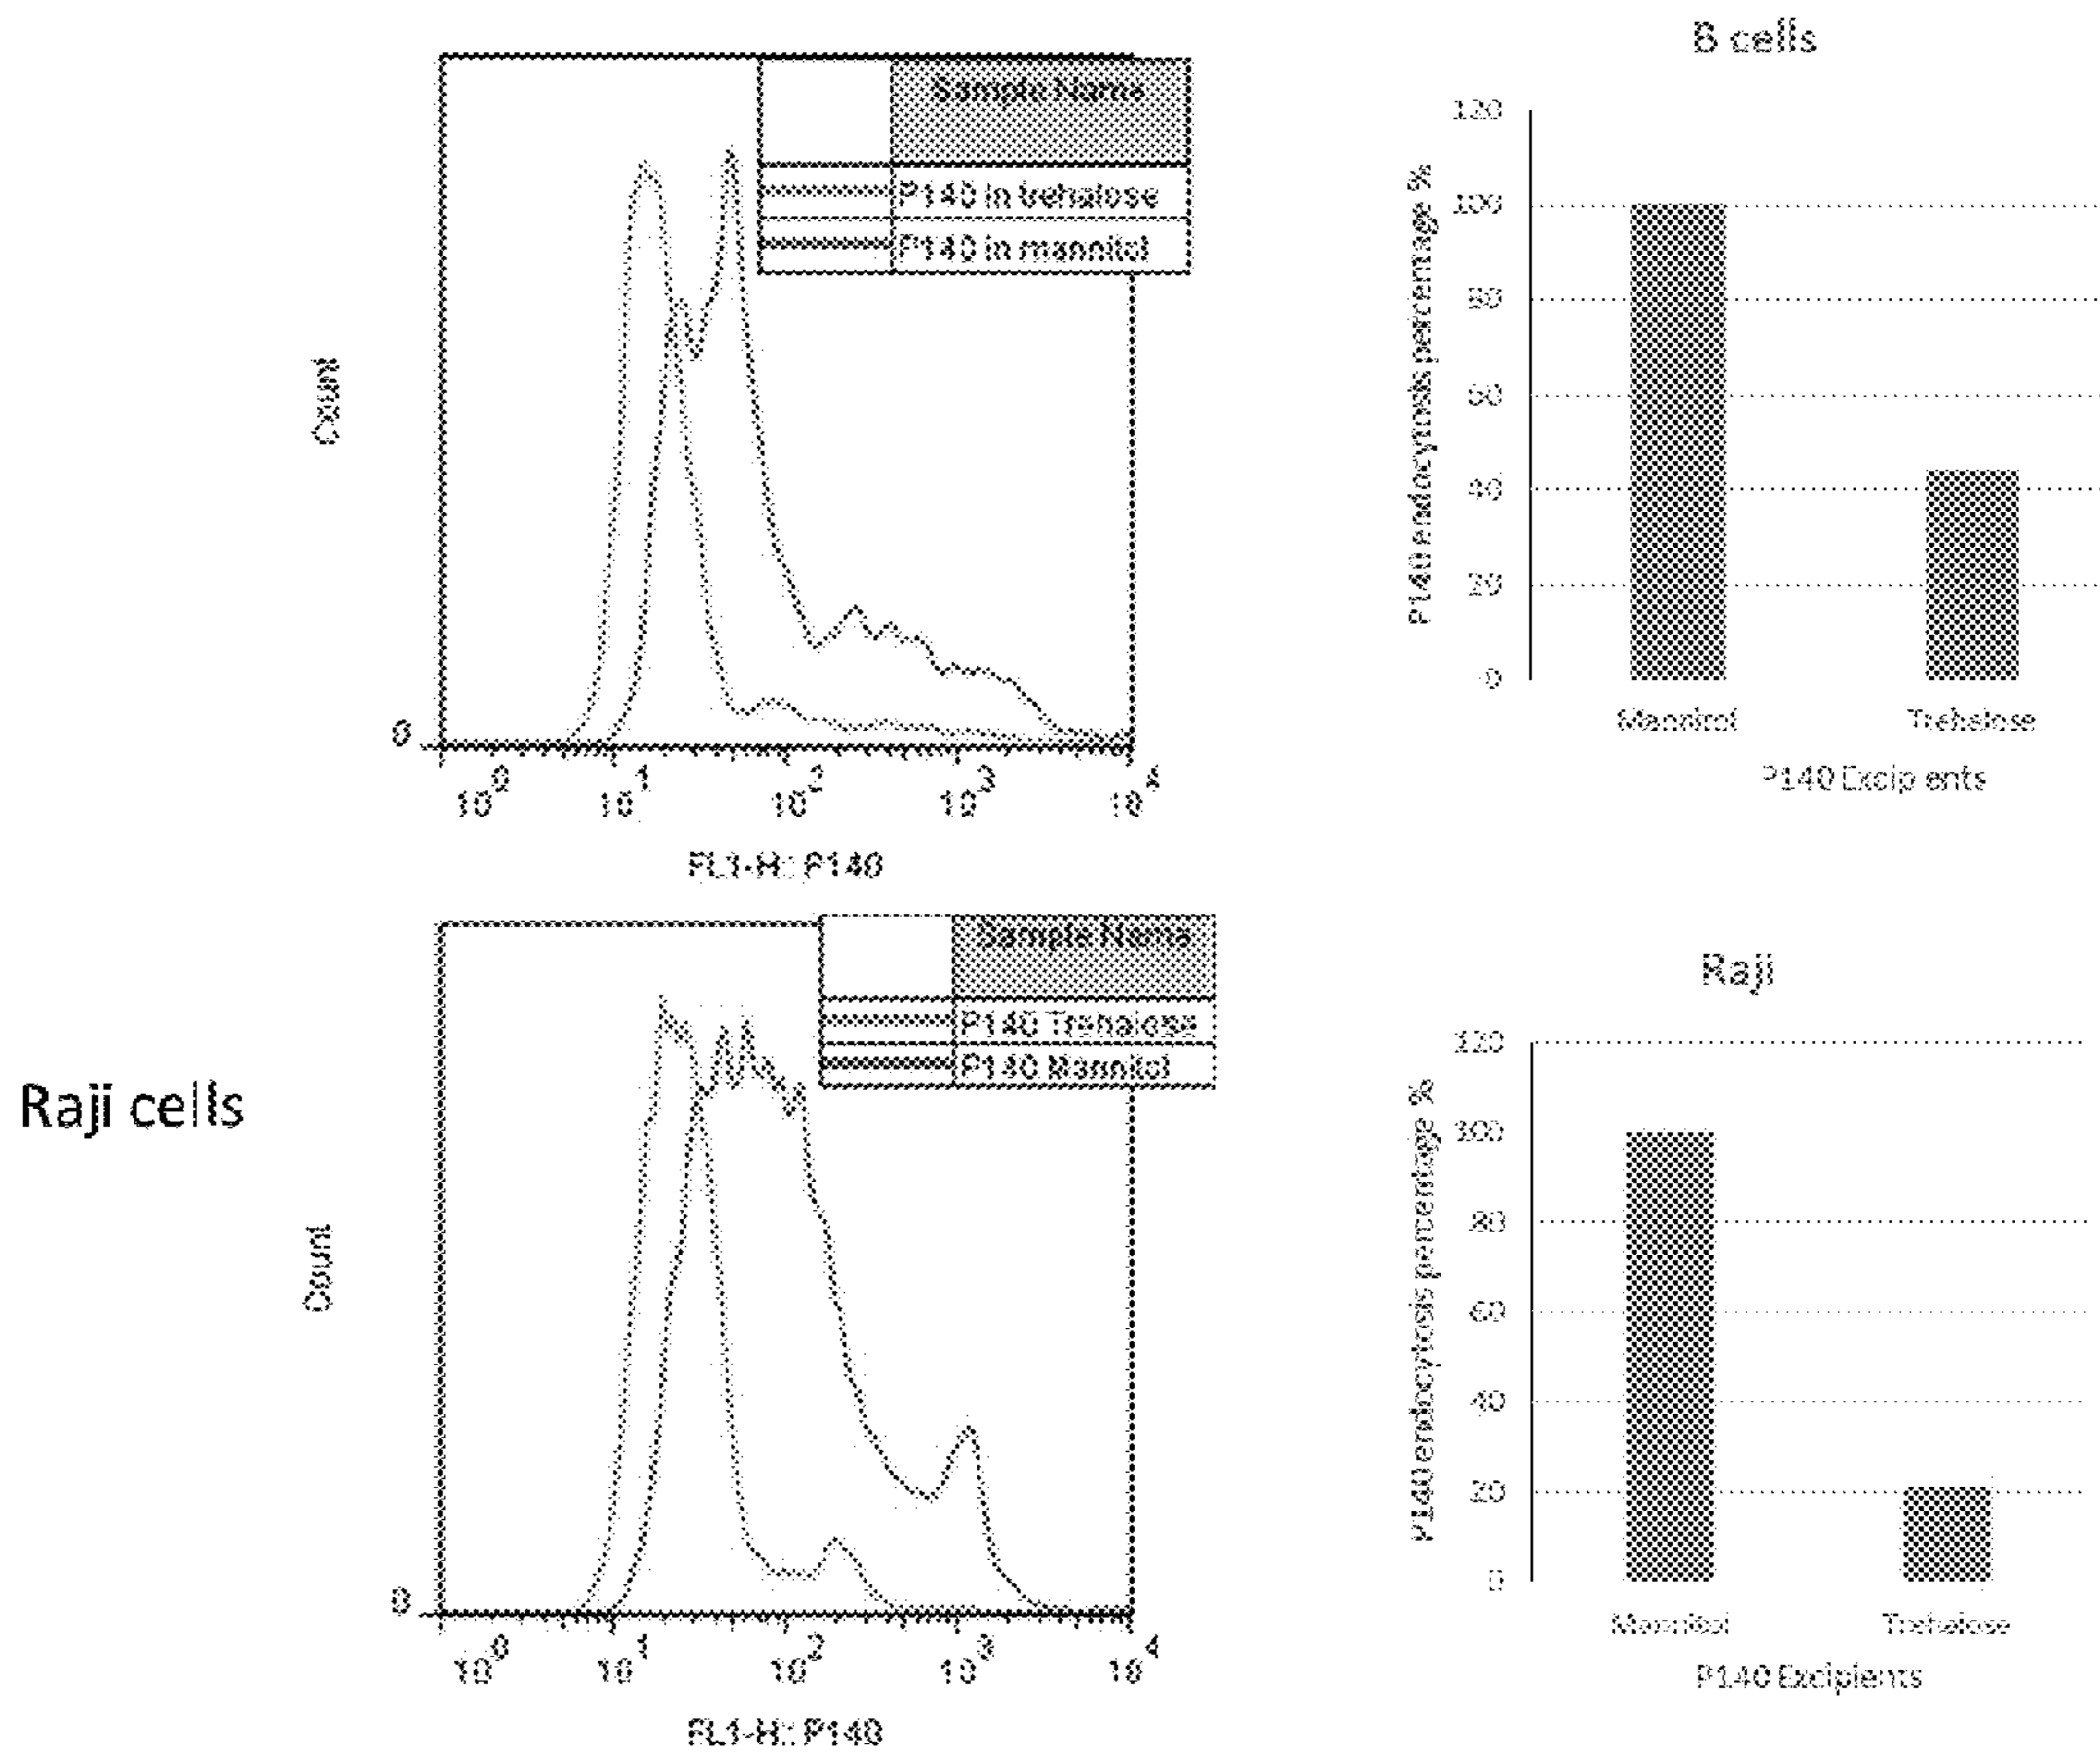 B cells
Sample Name
P140 in trehalose
P140 in mannitol
Count
0
10^0 10^1 10^2 10^3 10^4
FL1-H:: P140
P140 endocytosis percentage %
120
100
80
60
40
20
0
Mannitol Trehalose
P140 Excipients
Raji cells
Sample Name
P140 Trehalose
P140 Mannitol
Count
0
10^0 10^1 10^2 10^3 10^4
FL1-H:: P140
Raji
P140 endocytosis percentage %
120
100
80
60
40
20
0
Mannitol Trehalose
P140 Excipients